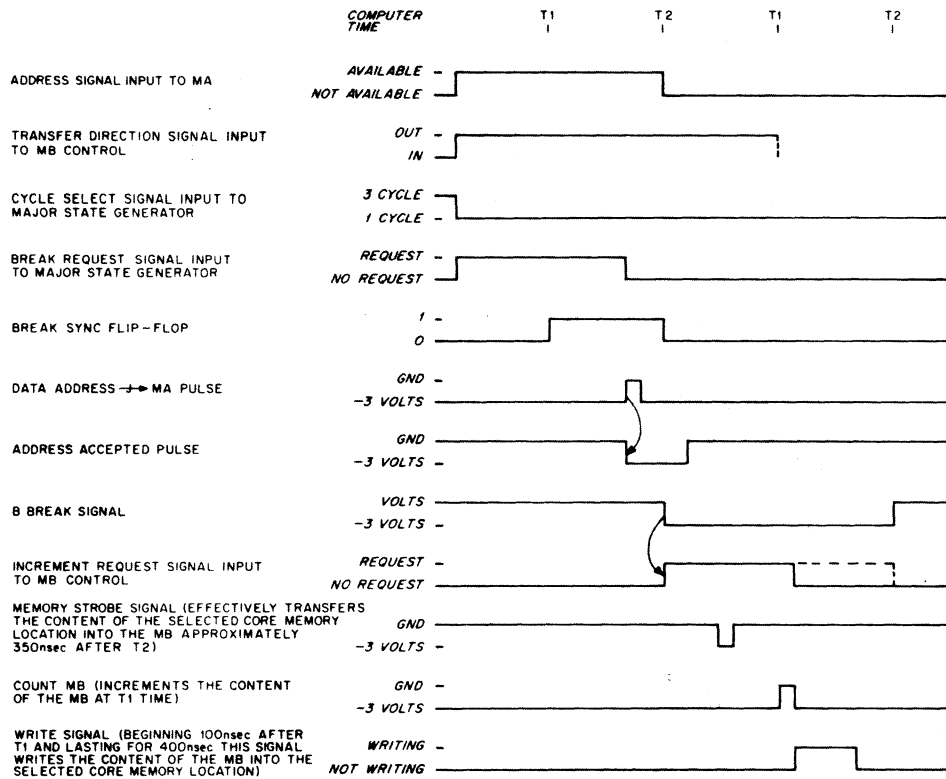 COMPUTER TIME T1 T2 T1 T2
ADDRESS SIGNAL INPUT TO MA
AVAILABLE
NOT AVAILABLE
TRANSFER DIRECTION SIGNAL INPUT
TO MB CONTROL
OUT
IN
CYCLE SELECT SIGNAL INPUT TO
MAJOR STATE GENERATOR
3 CYCLE
1 CYCLE
BREAK REQUEST SIGNAL INPUT
TO MAJOR STATE GENERATOR
REQUEST
NO REQUEST
BREAK SYNC FLIP-FLOP
1
0
DATA ADDRESS → MA PULSE
GND
-3 VOLTS
ADDRESS ACCEPTED PULSE
GND
-3 VOLTS
B BREAK SIGNAL
VOLTS
-3 VOLTS
INCREMENT REQUEST SIGNAL INPUT
TO MB CONTROL
REQUEST
NO REQUEST
MEMORY STROBE SIGNAL (EFFECTIVELY TRANSFERS
THE CONTENT OF THE SELECTED CORE MEMORY
LOCATION INTO THE MB APPROXIMATELY
350nsec AFTER T2)
GND
-3 VOLTS
COUNT MB (INCREMENTS THE CONTENT
OF THE MB AT T1 TIME)
GND
-3 VOLTS
WRITE SIGNAL (BEGINNING 100nsec AFTER
T1 AND LASTING FOR 400nsec THIS SIGNAL
WRITES THE CONTENT OF THE MB INTO THE
SELECTED CORE MEMORY LOCATION)
WRITING
NOT WRITING